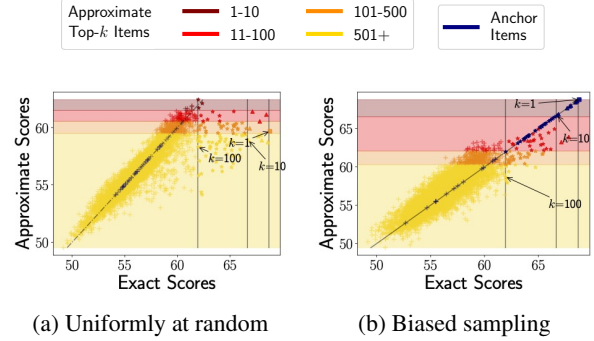 Approximate
Top-k Items
1-10
11-100
101-500
501+
Anchor
Items
Approximate Scores
60
55
50
k=1
k=10
k=100
50 55 60 65
Exact Scores
(a) Uniformly at random
Approximate Scores
65
60
55
50
k=1
k=10
k=100
50 55 60 65
Exact Scores
(b) Biased sampling